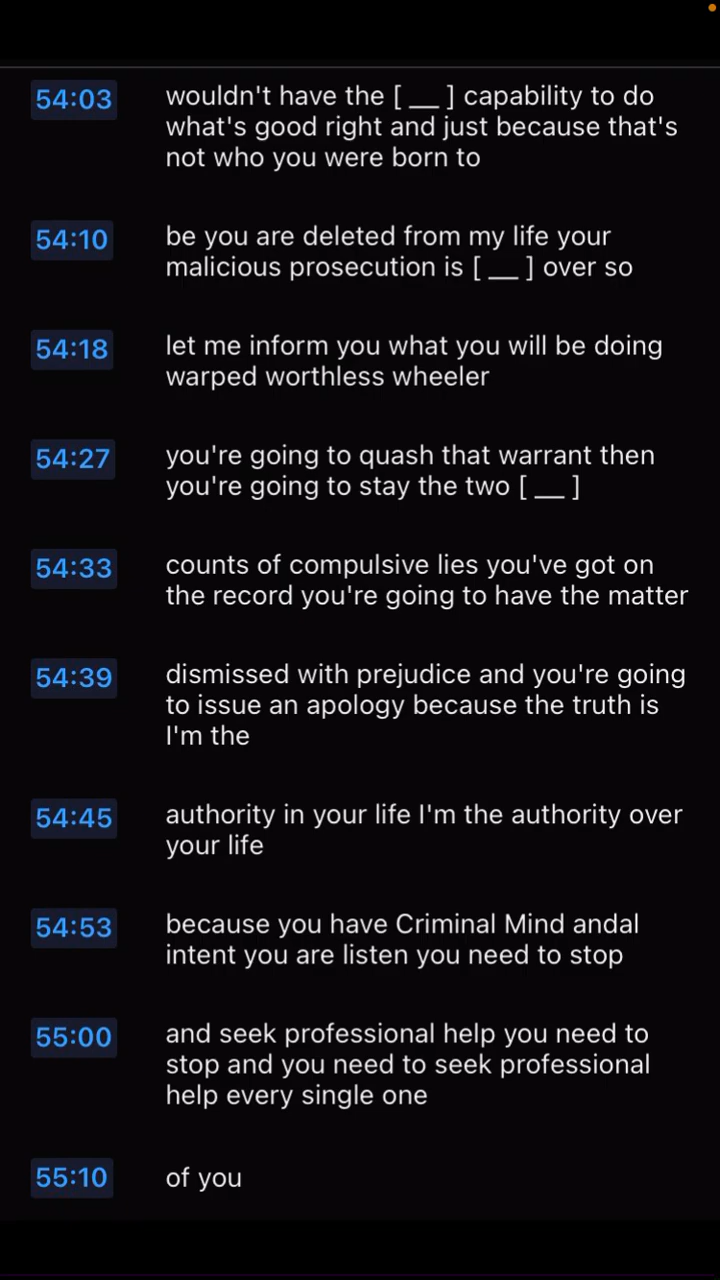 54:03
wouldn't have the [ __ ] capability to do
what's good right and just because that's
not who you were born to
54:10
be you are deleted from my life your
malicious prosecution is [ __ ] over so
54:18
let me inform you what you will be doing
warped worthless wheeler
54:27
you're going to quash that warrant then
you're going to stay the two [ __ ]
54:33
counts of compulsive lies you've got on
the record you're going to have the matter
54:39
dismissed with prejudice and you're going
to issue an apology because the truth is
I'm the
54:45
authority in your life I'm the authority over
your life
54:53
because you have Criminal Mind andal
intent you are listen you need to stop
55:00
and seek professional help you need to
stop and you need to seek professional
help every single one
55:10
of you